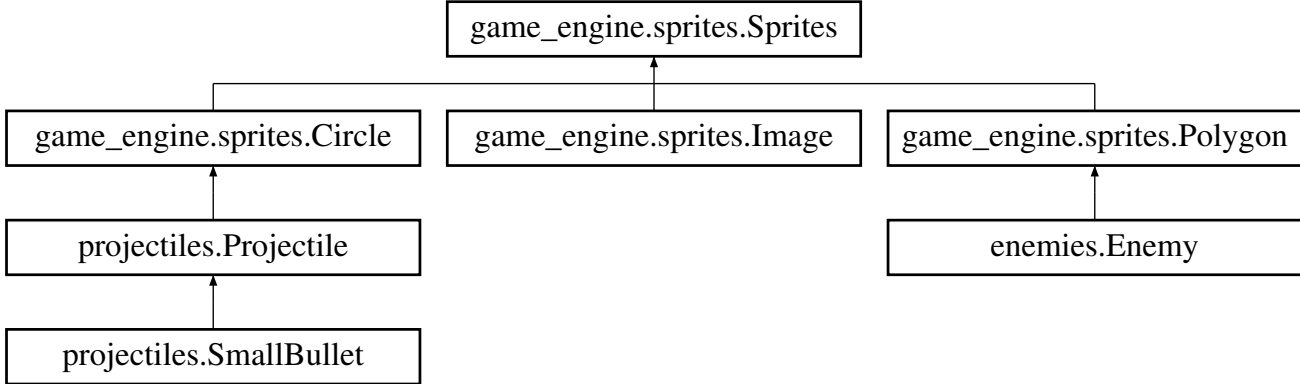 game_engine.sprites.Sprites
game_engine.sprites.Circle
game_engine.sprites.Image
game_engine.sprites.Polygon
projectiles.Projectile
enemies.Enemy
projectiles.SmallBullet